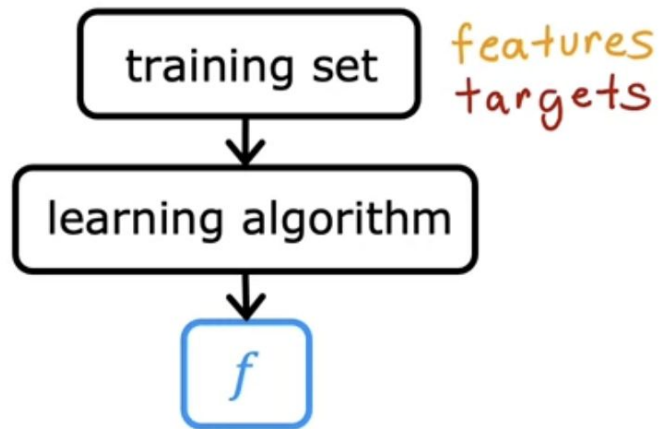 training set
features
targets
learning algorithm
f